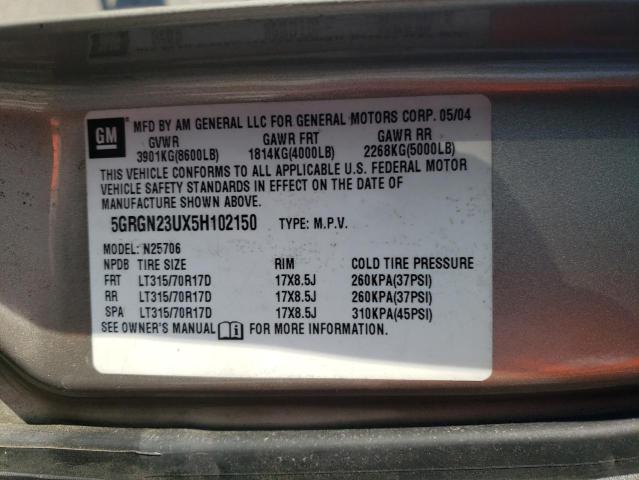 GM® MFD BY AM GENERAL LLC FOR GENERAL MOTORS CORP. 05/04
GVWR GAWR FRT GAWR RR
3901KG(8600LB) 1814KG(4000LB) 2268KG(5000LB)
THIS VEHICLE CONFORMS TO ALL APPLICABLE U.S. FEDERAL MOTOR
VEHICLE SAFETY STANDARDS IN EFFECT ON THE DATE OF
MANUFACTURE SHOWN ABOVE.
5GRGN23UX5H102150 TYPE: M.P.V.
MODEL: N25706
NPDB TIRE SIZE RIM COLD TIRE PRESSURE
FRT LT315/70R17D 17X8.5J 260KPA(37PSI)
RR LT315/70R17D 17X8.5J 260KPA(37PSI)
SPA LT315/70R17D 17X8.5J 310KPA(45PSI)
SEE OWNER'S MANUAL FOR MORE INFORMATION.